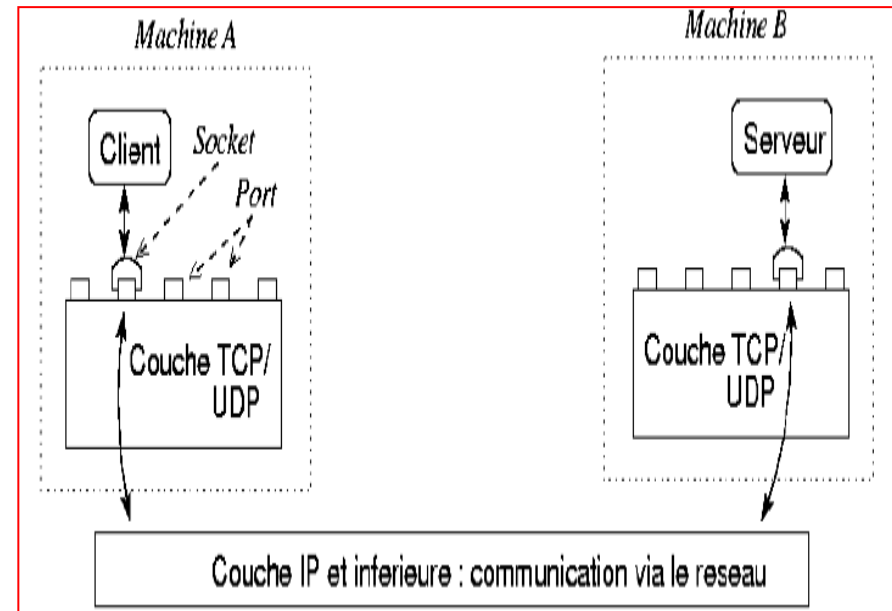 Machine A
Machine B
Client
Socket
Port
Serveur
Couche TCP/
UDP
Couche TCP/
UDP
Couche IP et inferieure : communication via le reseau